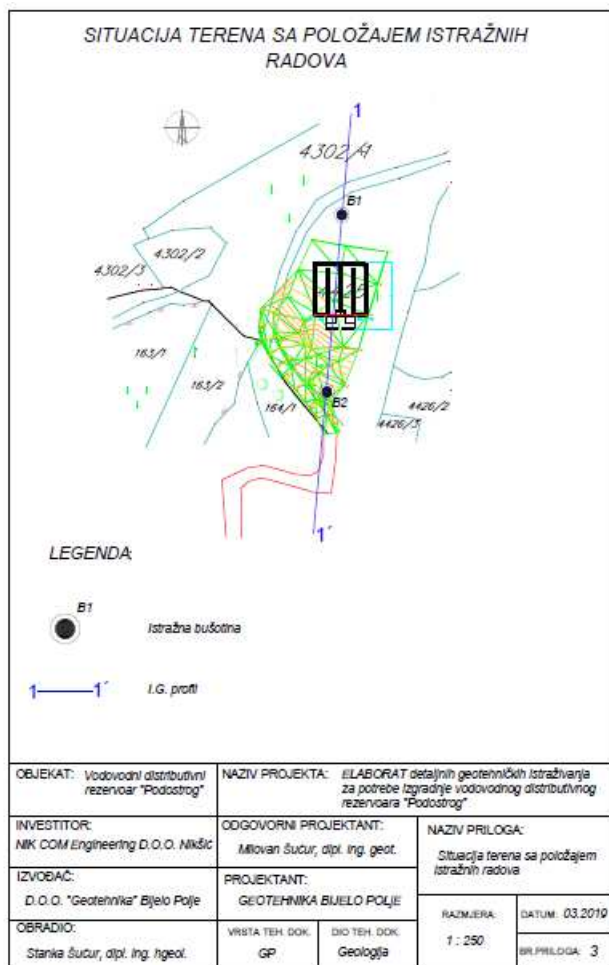 SITUACIJA TERENA SA POLOŽAJEM ISTRAŽNIH
RADOVA
1
4302/1
B1
4302/2
4302/3
163/1
163/2
164/1
B2
4426/2
4426/3
1´
LEGENDA:
B1
Istražna bušotina
1 1´
I.G. profil
OBJEKAT: Vodovodni distributivni
rezervoar "Podostrog"
NAZIV PROJEKTA: ELABORAT detaljnih geotehničkih istraživanja
za potrebe izgradnje vodovodnog distributivnog
rezervoara "Podostrog"
INVESTITOR:
NIK COM Engineering D.O.O. Nikšić
ODGOVORNI PROJEKTANT:
Milovan Šućur, dipl. ing. geot.
NAZIV PRILOGA:
Situacija terena sa položajem
istražnih radova
IZVOĐAČ:
D.O.O. "Geotehnika" Bijelo Polje
PROJEKTANT:
GEOTEHNIKA BIJELO POLJE
RAZMJERA:
1 : 250
DATUM: 03.2019
OBRADIO:
Stanka Šućur, dipl. ing. hgeol.
VRSTA TEH. DOK.
GP
DIO TEH. DOK.
Geologija
BR.PRILOGA: 3